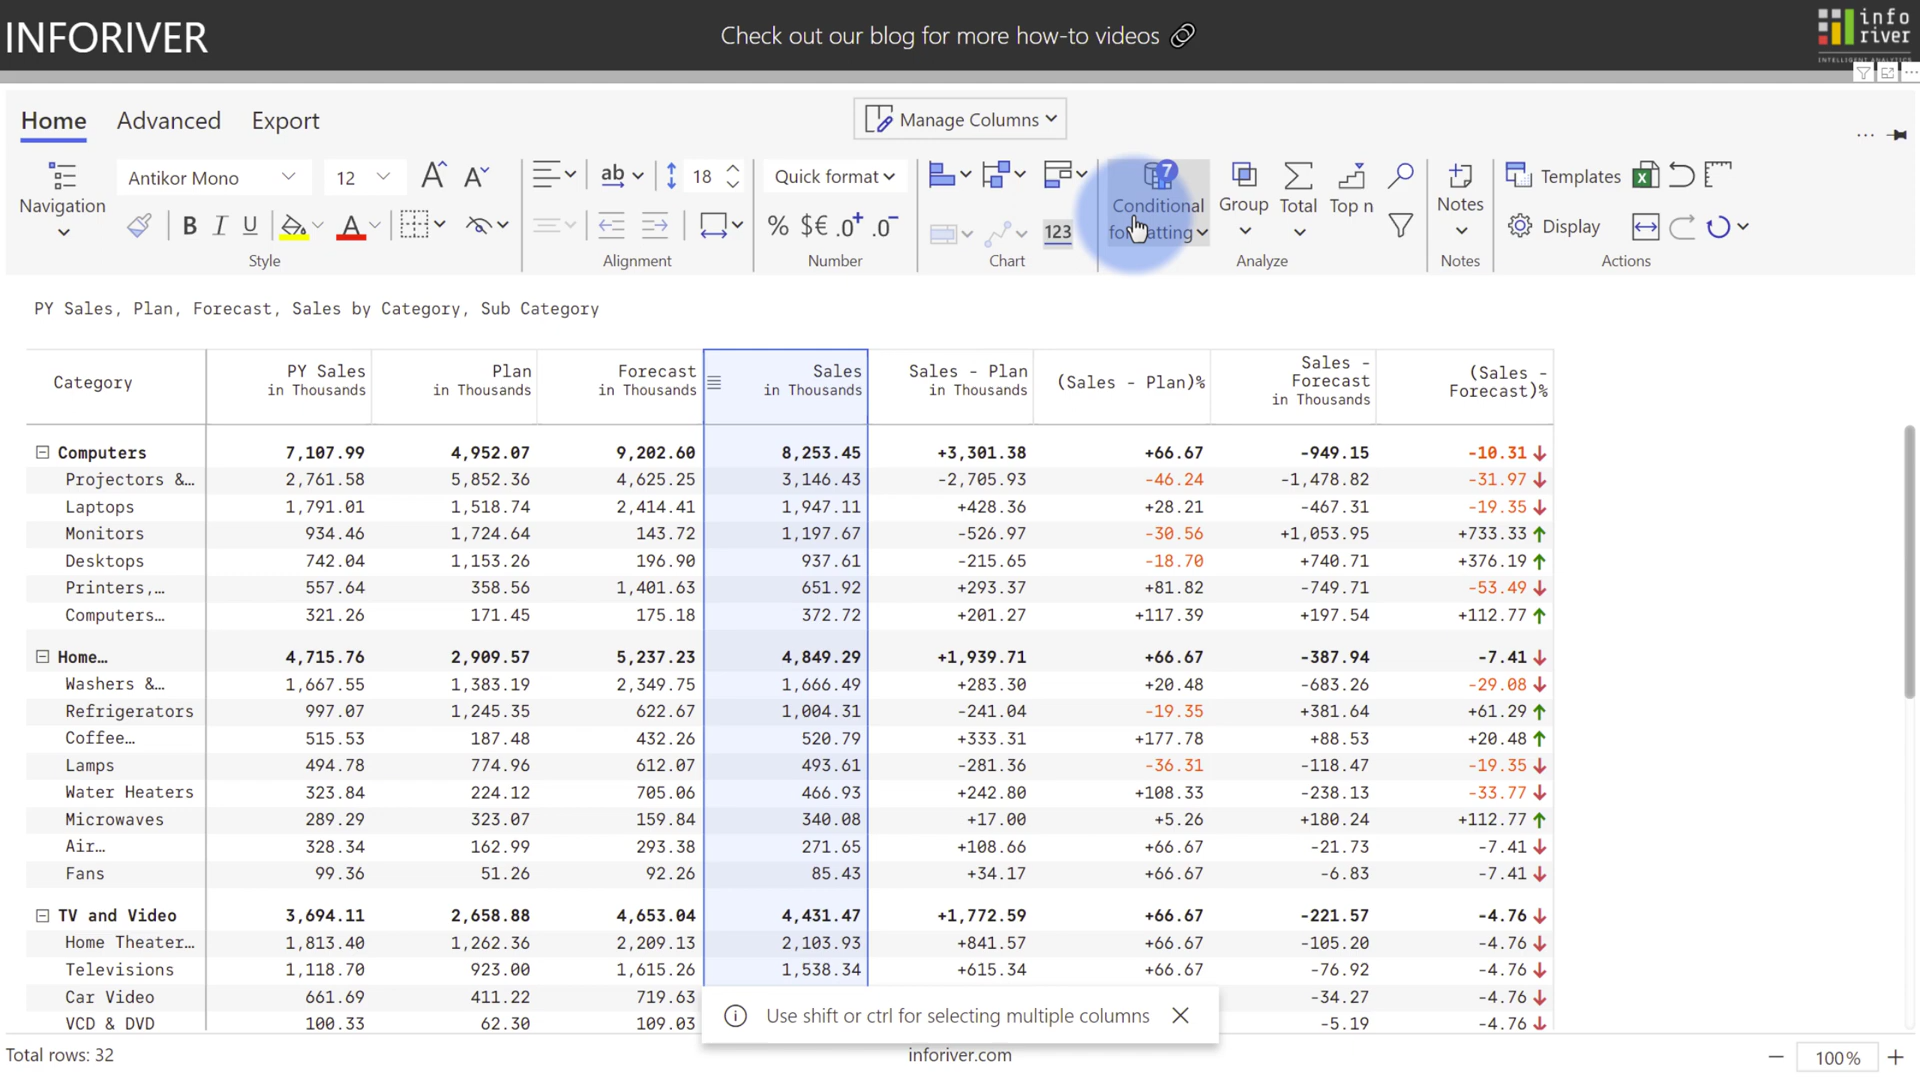 INFORIVER
Check out our blog for more how-to videos
info
river
INTELLIGENT ANALYTICS
Home Advanced Export
Manage Columns
Navigation
Antikor Mono 12 A A
ab 18
Quick format
7
Conditional formatting
Group Total Top n
Notes
Templates
B I U A
% $€ .0+ .0-
123
Display
Style Alignment Number Chart Analyze Notes Actions
PY Sales, Plan, Forecast, Sales by Category, Sub Category
Category PY Sales in Thousands Plan in Thousands Forecast in Thousands Sales in Thousands Sales - Plan in Thousands (Sales - Plan)% Sales - Forecast in Thousands (Sales - Forecast)%
Computers 7,107.99 4,952.07 9,202.60 8,253.45 +3,301.38 +66.67 -949.15 -10.31
Projectors &… 2,761.58 5,852.36 4,625.25 3,146.43 -2,705.93 -46.24 -1,478.82 -31.97
Laptops 1,791.01 1,518.74 2,414.41 1,947.11 +428.36 +28.21 -467.31 -19.35
Monitors 934.46 1,724.64 143.72 1,197.67 -526.97 -30.56 +1,053.95 +733.33
Desktops 742.04 1,153.26 196.90 937.61 -215.65 -18.70 +740.71 +376.19
Printers,… 557.64 358.56 1,401.63 651.92 +293.37 +81.82 -749.71 -53.49
Computers… 321.26 171.45 175.18 372.72 +201.27 +117.39 +197.54 +112.77
Home… 4,715.76 2,909.57 5,237.23 4,849.29 +1,939.71 +66.67 -387.94 -7.41
Washers &… 1,667.55 1,383.19 2,349.75 1,666.49 +283.30 +20.48 -683.26 -29.08
Refrigerators 997.07 1,245.35 622.67 1,004.31 -241.04 -19.35 +381.64 +61.29
Coffee… 515.53 187.48 432.26 520.79 +333.31 +177.78 +88.53 +20.48
Lamps 494.78 774.96 612.07 493.61 -281.36 -36.31 -118.47 -19.35
Water Heaters 323.84 224.12 705.06 466.93 +242.80 +108.33 -238.13 -33.77
Microwaves 289.29 323.07 159.84 340.08 +17.00 +5.26 +180.24 +112.77
Air… 328.34 162.99 293.38 271.65 +108.66 +66.67 -21.73 -7.41
Fans 99.36 51.26 92.26 85.43 +34.17 +66.67 -6.83 -7.41
TV and Video 3,694.11 2,658.88 4,653.04 4,431.47 +1,772.59 +66.67 -221.57 -4.76
Home Theater… 1,813.40 1,262.36 2,209.13 2,103.93 +841.57 +66.67 -105.20 -4.76
Televisions 1,118.70 923.00 1,615.26 1,538.34 +615.34 +66.67 -76.92 -4.76
Car Video 661.69 411.22 719.63 -34.27 -4.76
VCD & DVD 100.33 62.30 109.03 -5.19 -4.76
Use shift or ctrl for selecting multiple columns
Total rows: 32
inforiver.com
100%